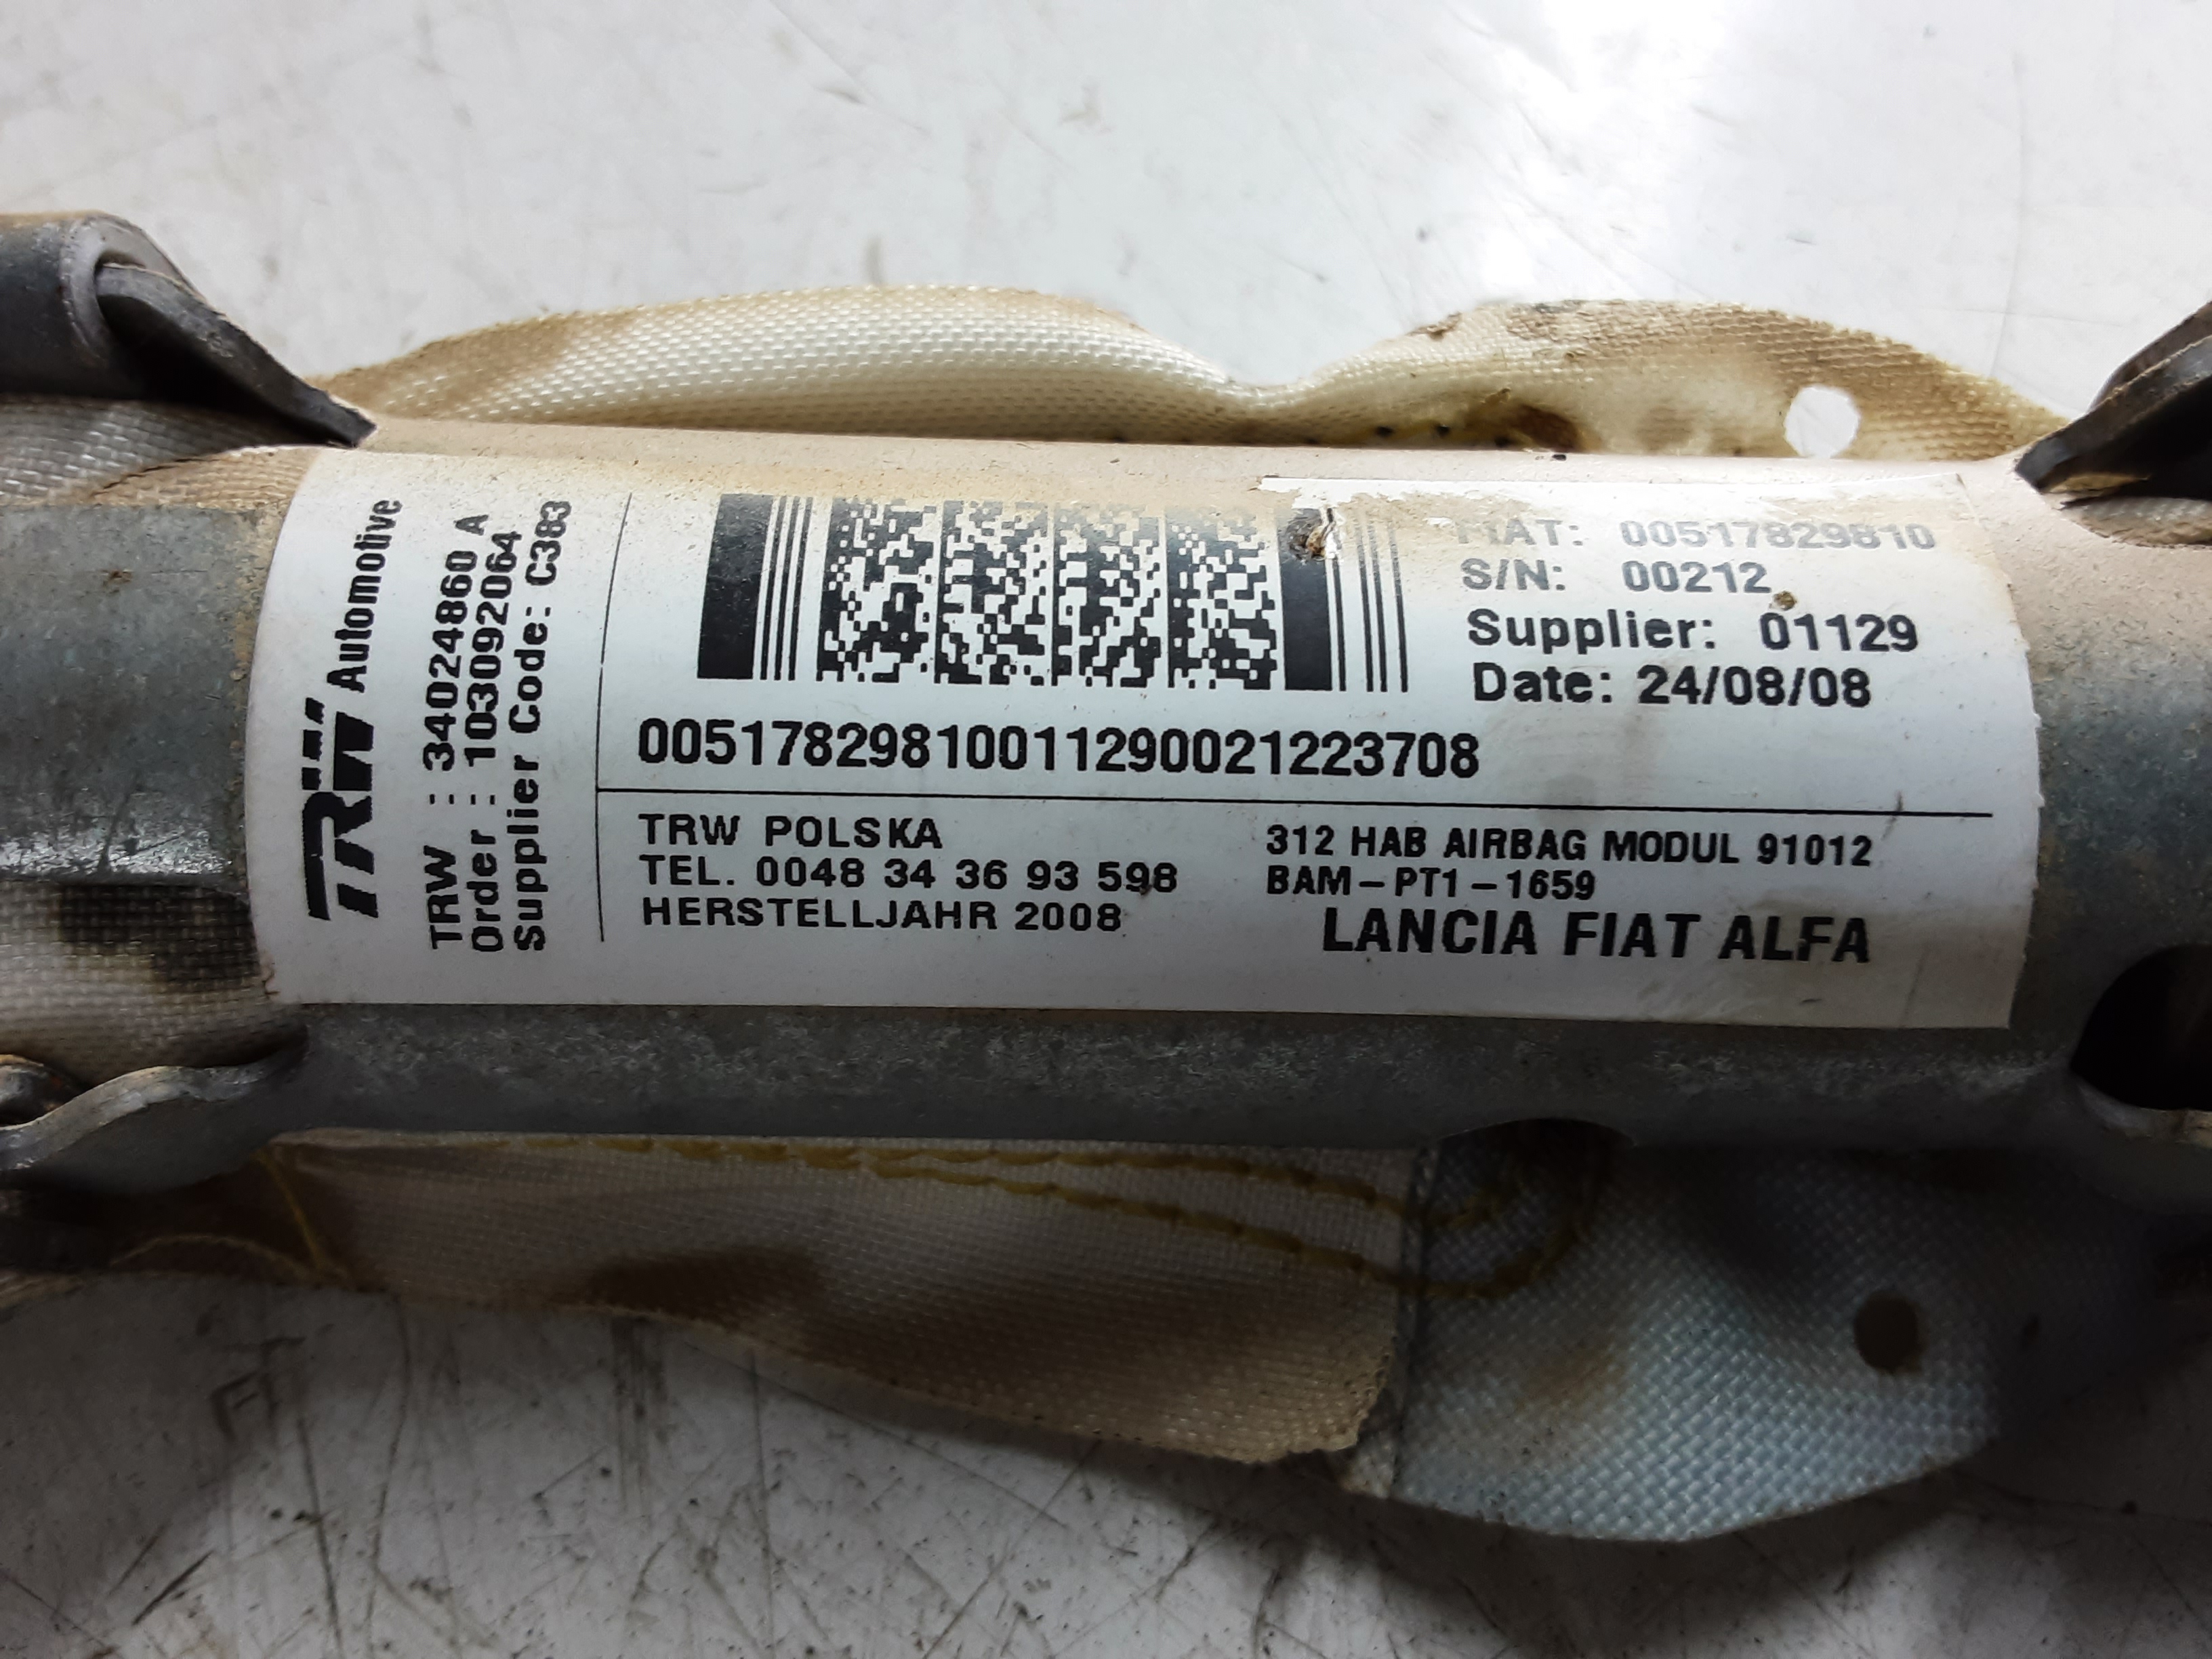 TRW Automotive
TRW : 34024860 A
Order : 1030920​64
Supplier Code: C383
FIAT: 00517829810
S/N: 00212
Supplier: 01129
Date: 24/08/08
00517829810011290021223708
TRW POLSKA
TEL. 0048 34 36 93 598
HERSTELLJAHR 2008
312 HAB AIRBAG MODUL 91012
BAM-PT1-1659
LANCIA FIAT ALFA